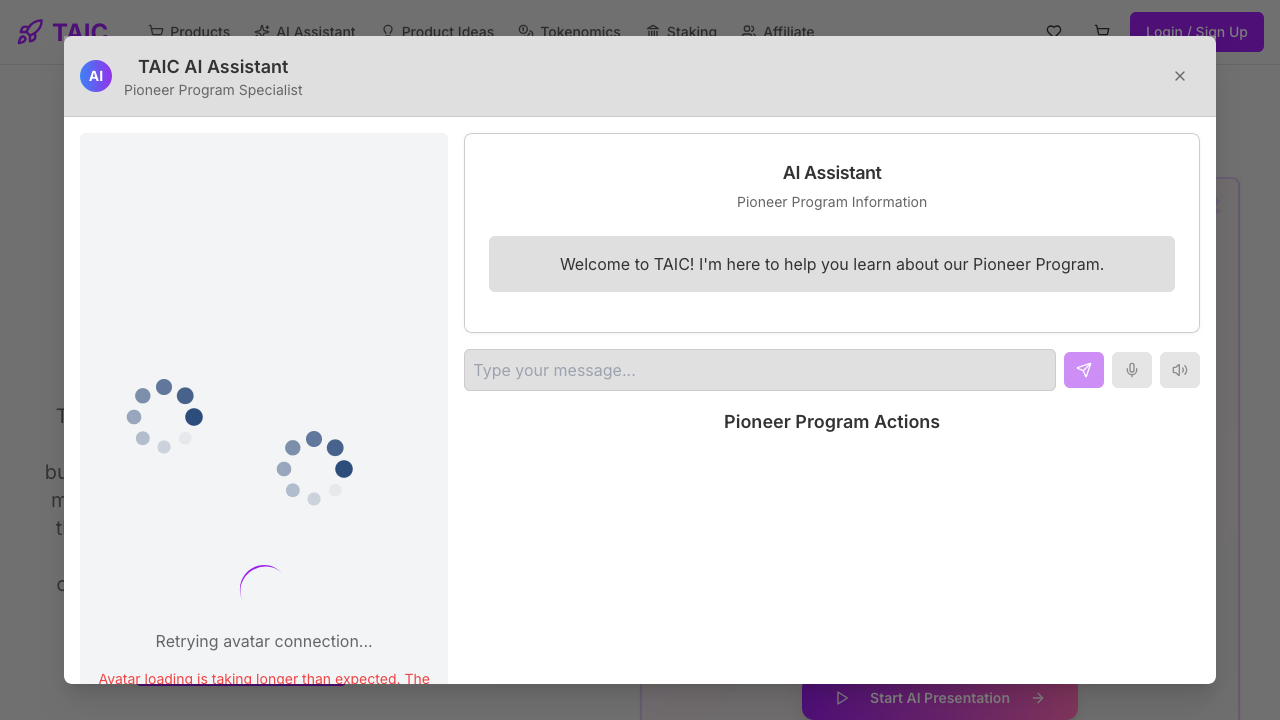 TAIC
Products
AI Assistant
Product Ideas
Tokenomics
Staking
Affiliate
Login / Sign Up
AI
TAIC AI Assistant
Pioneer Program Specialist
AI Assistant
Pioneer Program Information
Welcome to TAIC! I'm here to help you learn about our Pioneer Program.
Type your message...
Pioneer Program Actions
Retrying avatar connection...
Avatar loading is taking longer than expected. The
Start AI Presentation